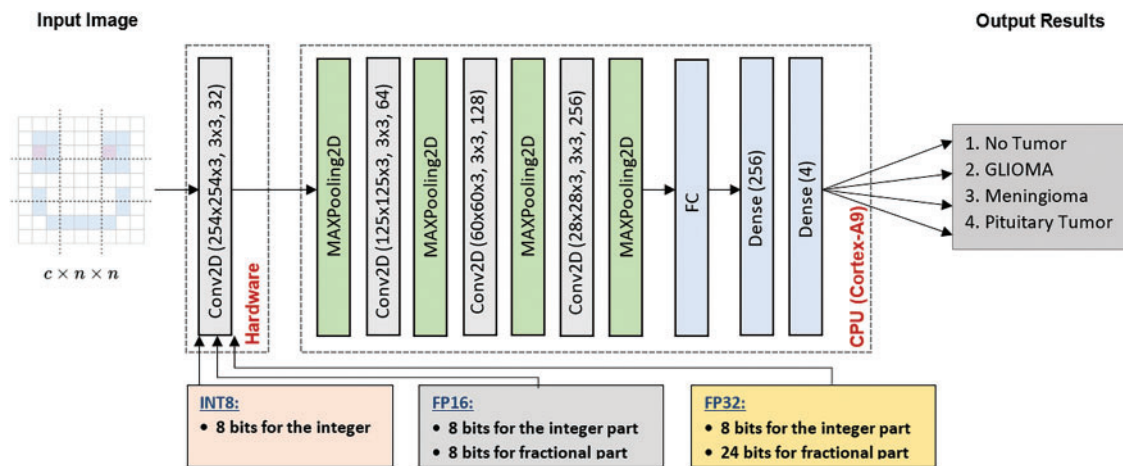 Input Image
Output Results
c × n × n
Conv2D (254x254x3, 3x3, 32)
Hardware
MAXPooling2D
Conv2D (125x125x3, 64)
MAXPooling2D
Conv2D (60x60x3, 3x3, 128)
MAXPooling2D
Conv2D (28x28x3, 3x3, 256)
MAXPooling2D
FC
Dense (256)
Dense (4)
CPU (Cortex-A9)
1. No Tumor
2. GLIOMA
3. Meningioma
4. Pituitary Tumor
INT8:
• 8 bits for the integer
FP16:
• 8 bits for the integer part
• 8 bits for fractional part
FP32:
• 8 bits for the integer part
• 24 bits for fractional part